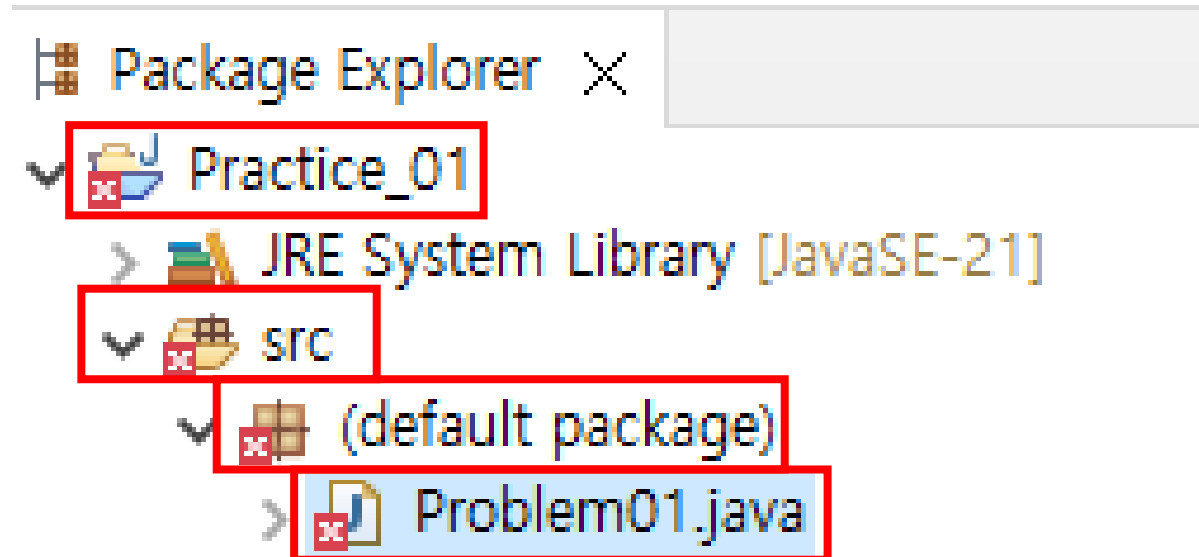 Package Explorer
Practice_01
JRE System Library [JavaSE-21]
src
(default package)
Problem01.java